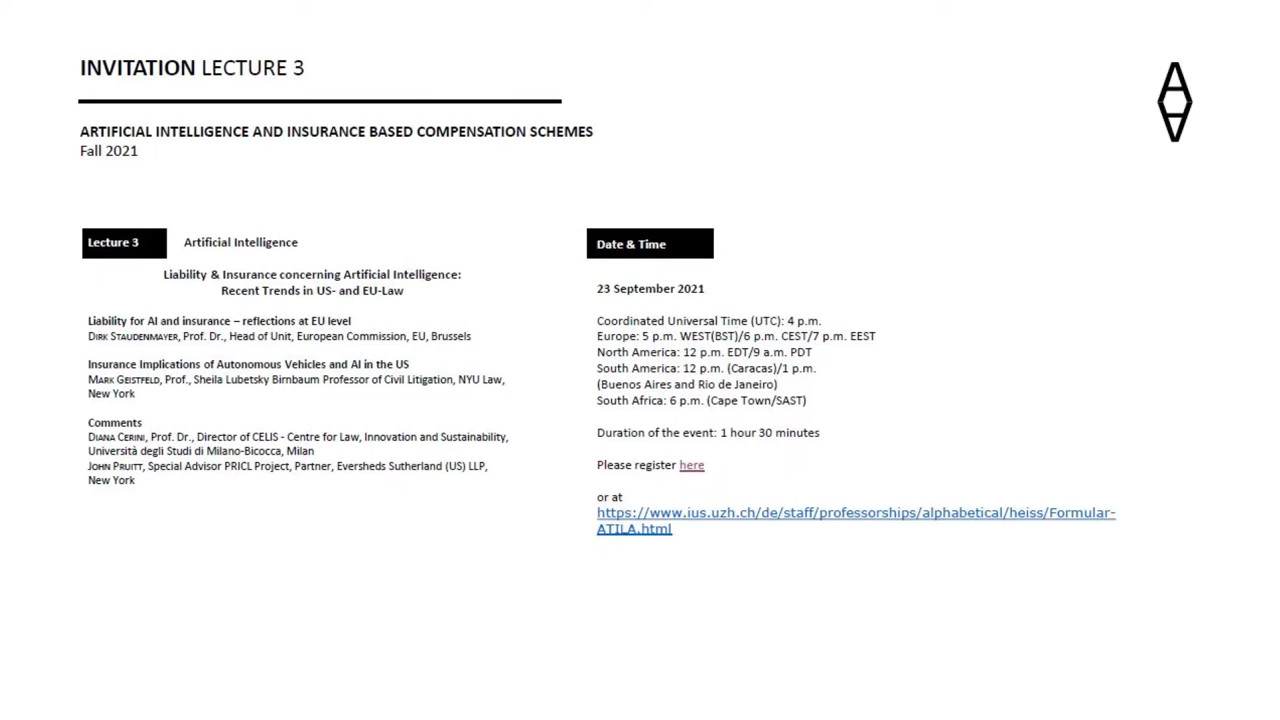 INVITATION LECTURE 3
ARTIFICIAL INTELLIGENCE AND INSURANCE BASED COMPENSATION SCHEMES
Fall 2021
Lecture 3
Artificial Intelligence
Liability & Insurance concerning Artificial Intelligence:
Recent Trends in US- and EU-Law
Liability for AI and insurance – reflections at EU level
DIRK STAUDENMAYER, Prof. Dr., Head of Unit, European Commission, EU, Brussels
Insurance Implications of Autonomous Vehicles and AI in the US
MARK GEISTFELD, Prof., Sheila Lubetsky Birnbaum Professor of Civil Litigation, NYU Law,
New York
Comments
DIANA CERINI, Prof. Dr., Director of CELIS - Centre for Law, Innovation and Sustainability,
Università degli Studi di Milano-Bicocca, Milan
JOHN PRUITT, Special Advisor PRICL Project, Partner, Eversheds Sutherland (US) LLP,
New York
Date & Time
23 September 2021
Coordinated Universal Time (UTC): 4 p.m.
Europe: 5 p.m. WEST(BST)/6 p.m. CEST/7 p.m. EEST
North America: 12 p.m. EDT/9 a.m. PDT
South America: 12 p.m. (Caracas)/1 p.m.
(Buenos Aires and Rio de Janeiro)
South Africa: 6 p.m. (Cape Town/SAST)
Duration of the event: 1 hour 30 minutes
Please register here
or at
https://www.ius.uzh.ch/de/staff/professorships/alphabetical/heiss/Formular-
ATILA.html